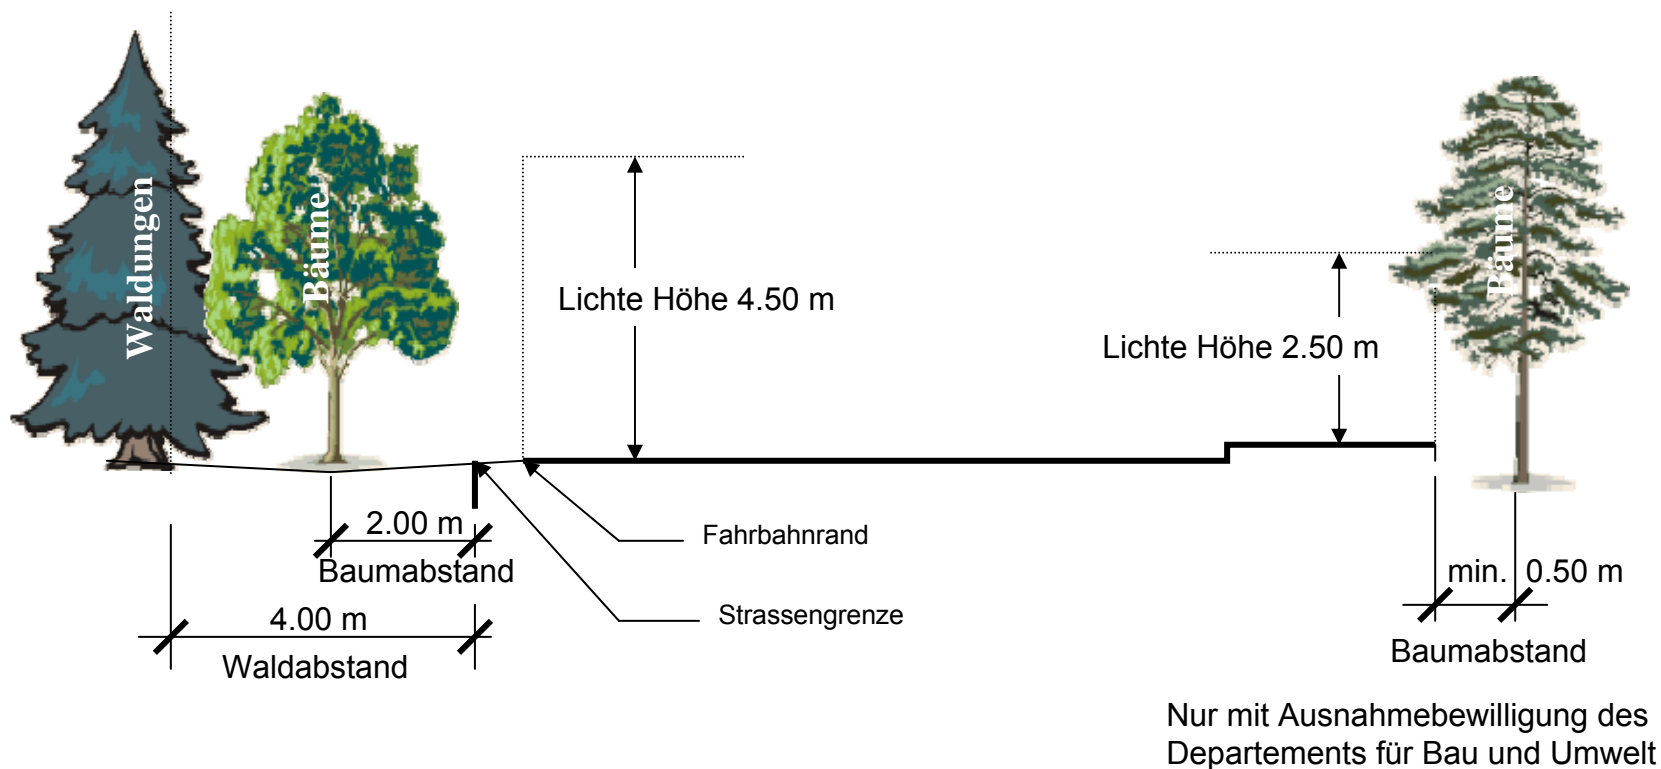 Waldungen
Bäume
Lichte Höhe 4.50 m
Lichte Höhe 2.50 m
Bäume
2.00 m
Baumabstand
4.00 m
Waldabstand
Fahrbahnrand
Strassengrenze
min. 0.50 m
Baumabstand
Nur mit Ausnahmebewilligung des
Departements für Bau und Umwelt